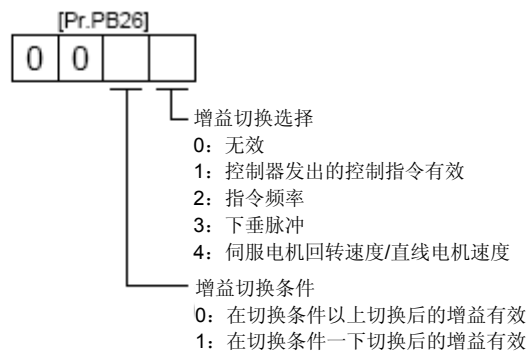 [Pr.PB26]
0 0
增益切换选择
0：无效
1：控制器发出的控制指令有效
2：指令频率
3：下垂脉冲
4：伺服电机回转速度/直线电机速度
增益切换条件
0：在切换条件以上切换后的增益有效
1：在切换条件一下切换后的增益有效